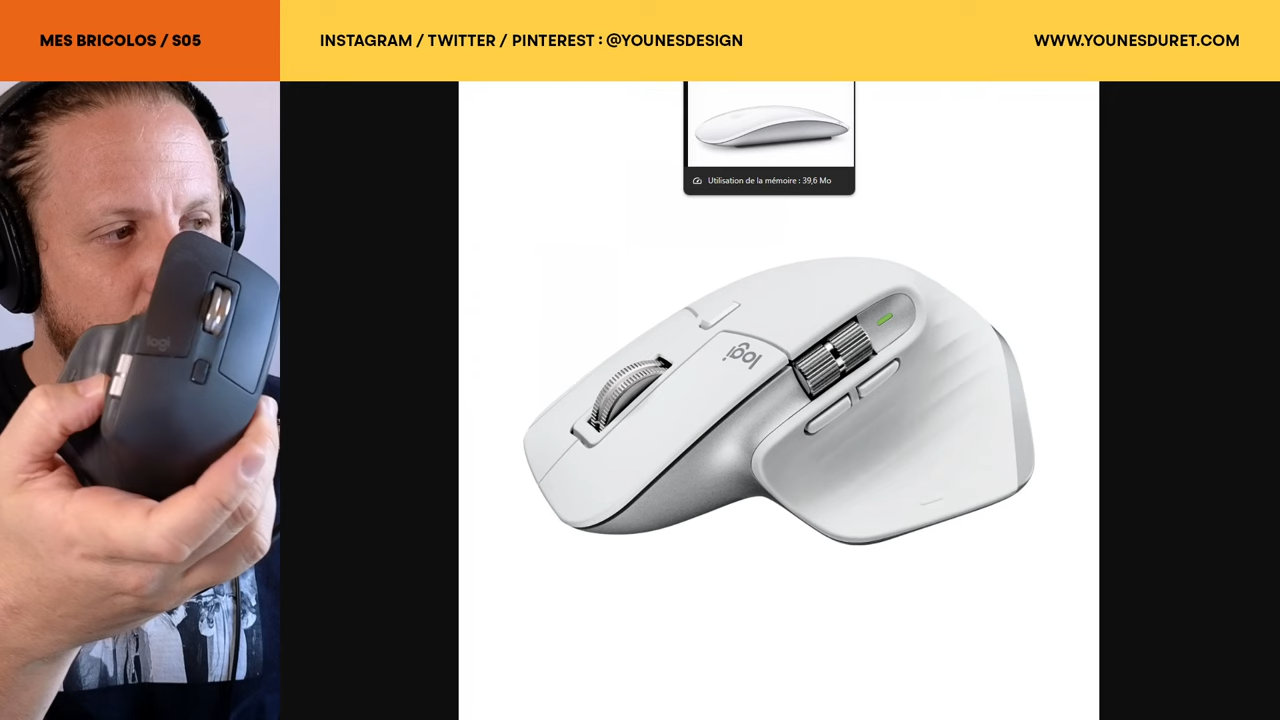 MES BRICOLOS / S05
INSTAGRAM / TWITTER / PINTEREST : @YOUNESDESIGN
WWW.YOUNESDURET.COM
Utilisation de la mémoire : 39,6 Mo
logi
logi